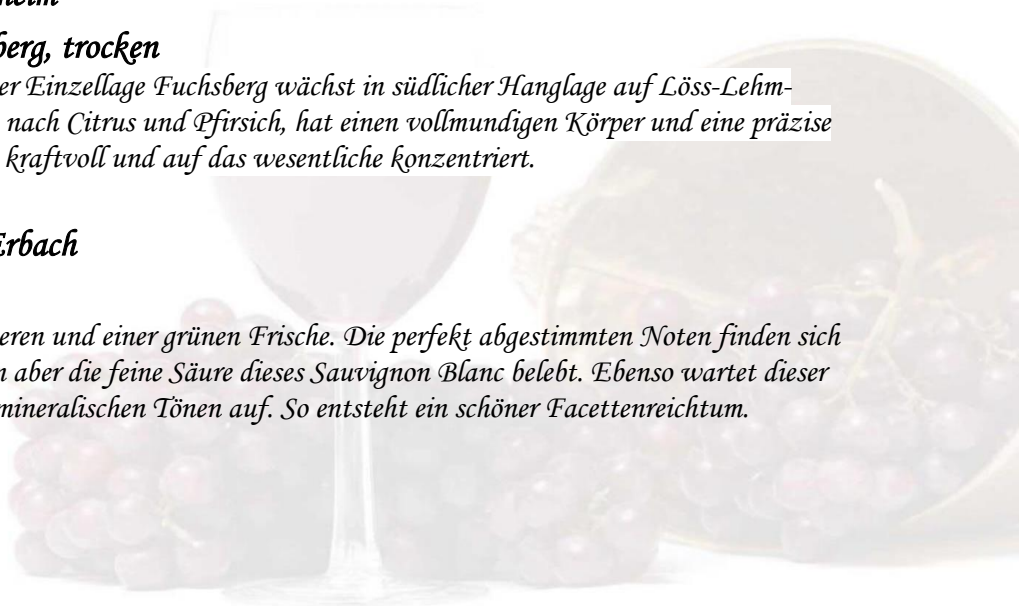 berg, trocken
er Einzellage Fuchsberg wächst in südlicher Hanglage auf Löss-Lehm-
nach Citrus und Pfirsich, hat einen vollmundigen Körper und eine präzise
kraftvoll und auf das wesentliche konzentriert.
Erbach
eren und einer grünen Frische. Die perfekt abgestimmten Noten finden sich
n aber die feine Säure dieses Sauvignon Blanc belebt. Ebenso wartet dieser
mineralischen Tönen auf. So entsteht ein schöner Facettenreichtum.